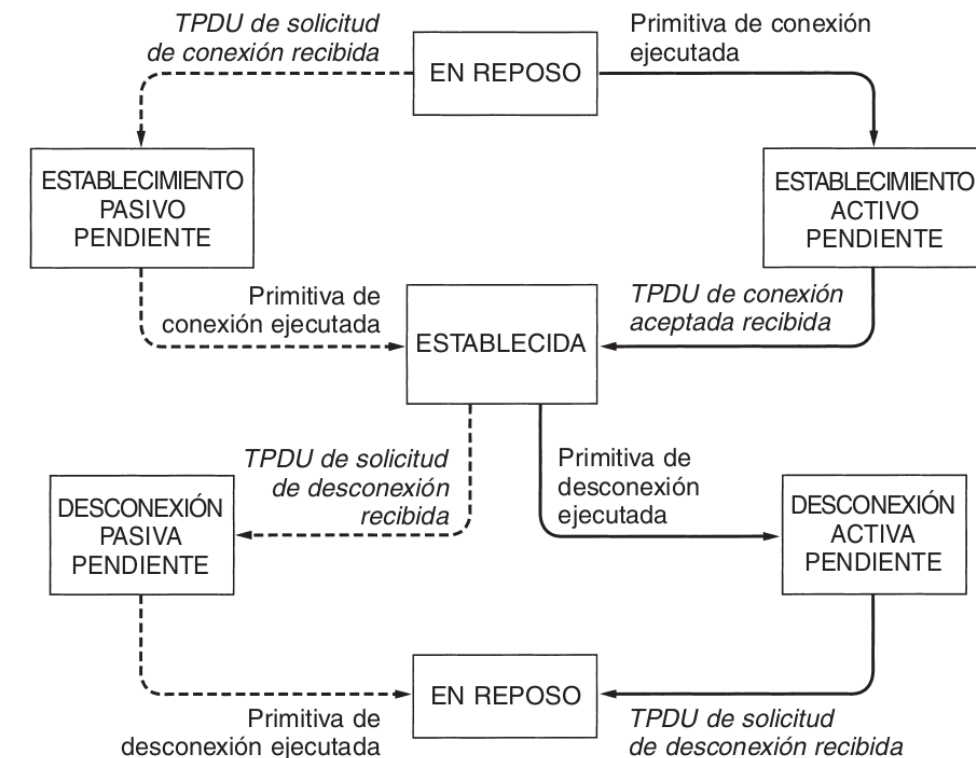 TPDU de solicitud
de conexión recibida
EN REPOSO
Primitiva de conexión
ejecutada
ESTABLECIMIENTO
PASIVO
PENDIENTE
ESTABLECIMIENTO
ACTIVO
PENDIENTE
Primitiva de
conexión ejecutada
ESTABLECIDA
TPDU de conexión
aceptada recibida
TPDU de solicitud
de desconexión
recibida
Primitiva de
desconexión
ejecutada
DESCONEXIÓN
PASIVA
PENDIENTE
DESCONEXIÓN
ACTIVA
PENDIENTE
EN REPOSO
Primitiva de
desconexión ejecutada
TPDU de solicitud
de desconexión recibida